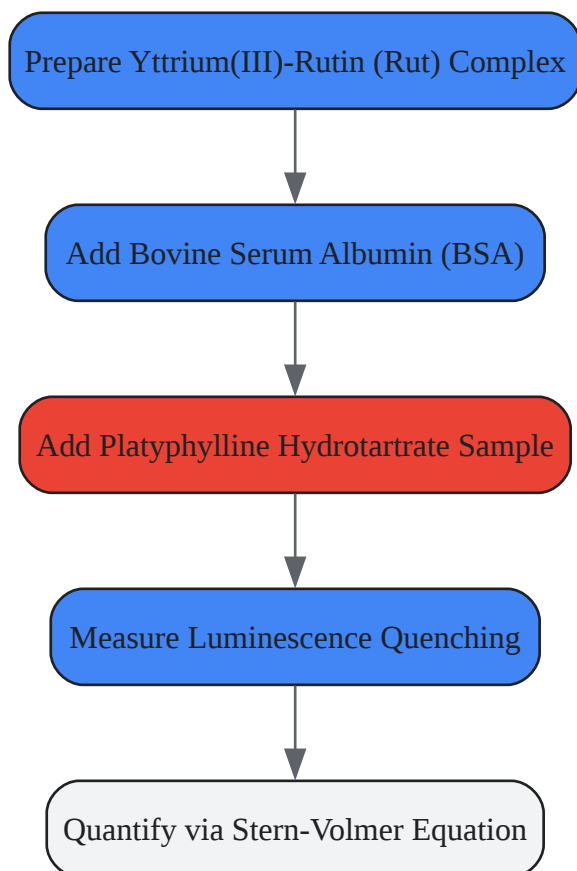 Prepare Yttrium(III)-Rutin (Rut) Complex
Add Bovine Serum Albumin (BSA)
Add Platyphylline Hydrotartrate Sample
Measure Luminescence Quenching
Quantify via Stern-Volmer Equation